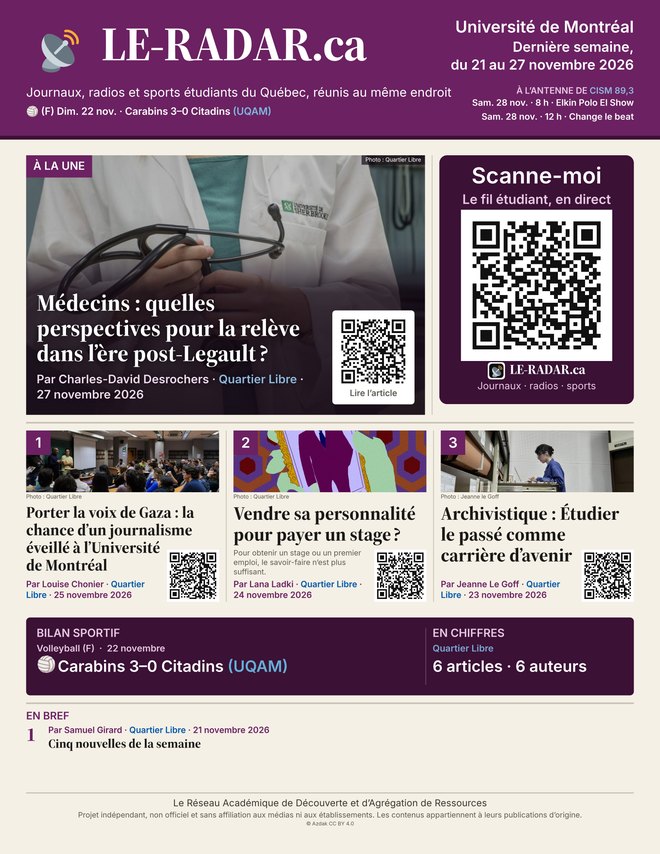 LE-RADAR.ca
Université de Montréal
Dernière semaine,
du 21 au 27 novembre 2026
Journaux, radios et sports étudiants du Québec, réunis au même endroit
🏐 (F) Dim. 22 nov. · Carabins 3–0 Citadins (UQAM)
À L'ANTENNE DE CISM 89,3
Sam. 28 nov. · 8 h · Elkin Polo El Show
Sam. 28 nov. · 12 h · Change le beat
À LA UNE
Photo : Quartier Libre
UNIVERSITÉ DE
SHERBROOKE
Médecins : quelles
perspectives pour la relève
dans l'ère post-Legault ?
Par Charles-David Desrochers · Quartier Libre ·
27 novembre 2026
Lire l'article
Scanne-moi
Le fil étudiant, en direct
LE-RADAR.ca
Journaux · radios · sports
1
Photo : Quartier Libre
Porter la voix de Gaza : la
chance d'un journalisme
éveillé à l'Université
de Montréal
Par Louise Chonier · Quartier
Libre · 25 novembre 2026
2
Photo : Quartier Libre
Vendre sa personnalité
pour payer un stage ?
Pour obtenir un stage ou un premier
emploi, le savoir-faire n'est plus
suffisant.
Par Lana Ladki · Quartier Libre ·
24 novembre 2026
3
Photo : Jeanne le Goff
Archivistique : Étudier
le passé comme
carrière d'avenir
Par Jeanne Le Goff · Quartier
Libre · 23 novembre 2026
BILAN SPORTIF
Volleyball (F) · 22 novembre
🏐 Carabins 3–0 Citadins (UQAM)
EN CHIFFRES
Quartier Libre
6 articles · 6 auteurs
EN BREF
1
Par Samuel Girard · Quartier Libre · 21 novembre 2026
Cinq nouvelles de la semaine
Le Réseau Académique de Découverte et d'Agrégation de Ressources
Projet indépendant, non officiel et sans affiliation aux médias ni aux établissements. Les contenus appartiennent à leurs publications d'origine.
© Azdak CC BY 4.0